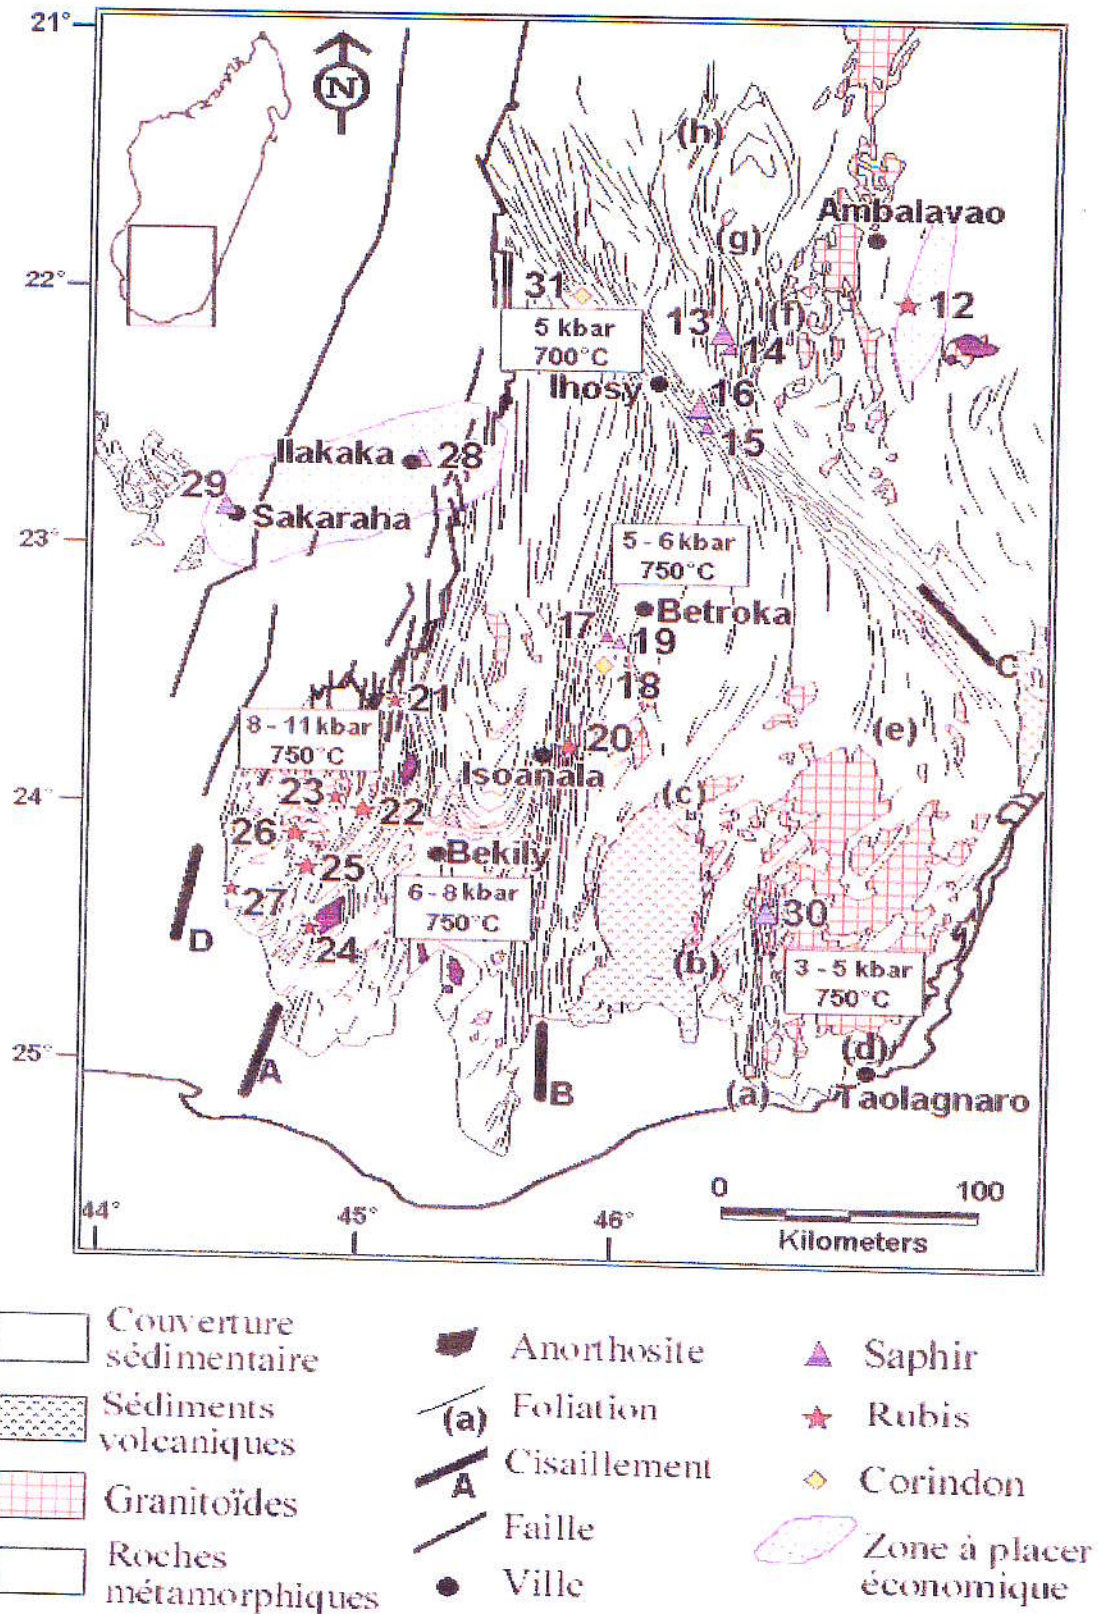 21°
N
(h)
Ambalavao
(g)
22°
31
12
13
(f)
5 kbar
700°C
14
Ihosy
16
Ilakaka
28
15
29
Sakaraha
23°
5 - 6 kbar
750°C
Betroka
17
19
C
18
21
8 - 11 kbar
750°C
(e)
20
Isoanala
24°
23
22
(c)
26
Bekily
25
27
6 - 8 kbar
750°C
30
D
24
(b)
3 - 5 kbar
750°C
25°
(d)
A
B
(a)
Taolagnaro
0
100
44°
45°
46°
Kilometers
Couverture
sédimentaire
Sédiments
volcaniques
Granitoïdes
Roches
métamorphiques
Anorthosite
(a)
Foliation
A
Cisaillement
Faille
Ville
Saphir
Rubis
Corindon
Zone à placer
économique